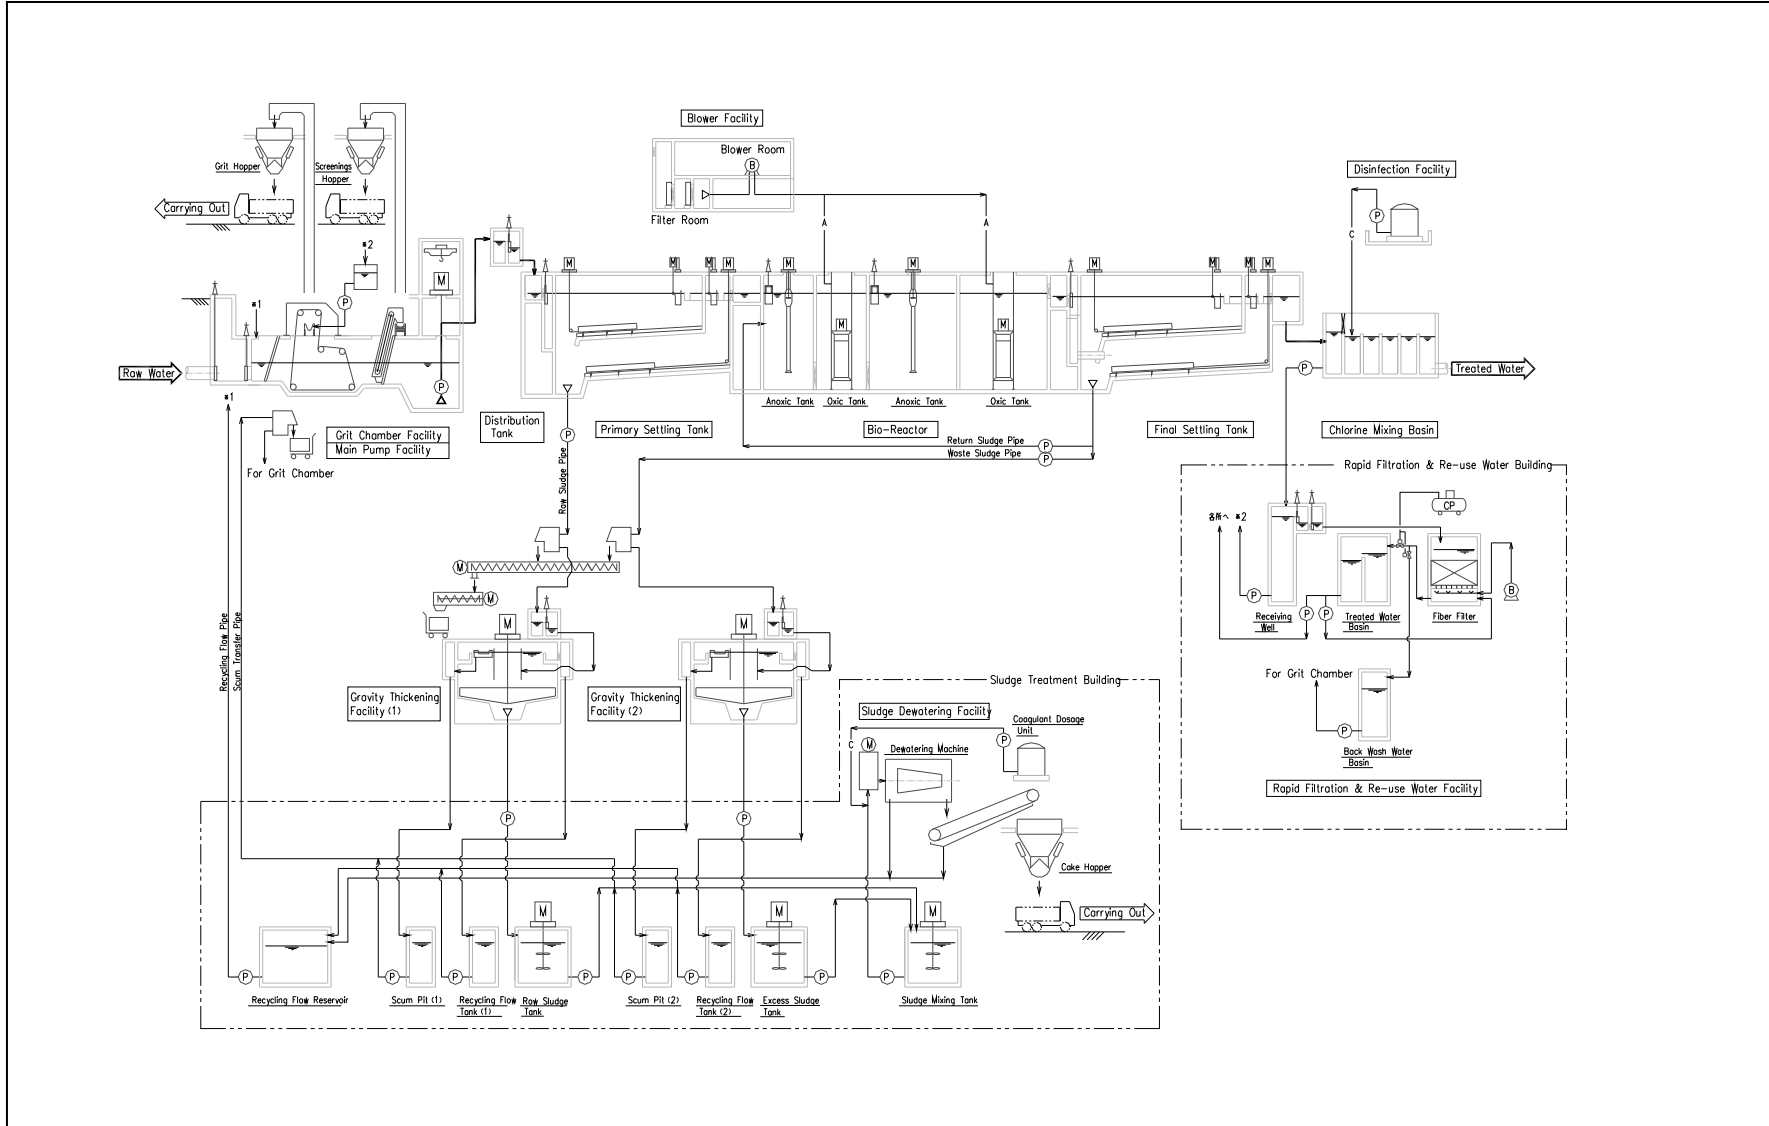 Blower Facility
Blower Room
B
Filter Room
Grit Hopper
Screenings
Hopper
Carrying Out
Disinfection Facility
P
C
*2
P
M
*1
Raw Water
A
A
M
M
M
M
M
M
M
M
M
M
M
M
M
P
P
Treated Water
*1
Anoxic Tank
Oxic Tank
Anoxic Tank
Oxic Tank
Distribution
Tank
Primary Settling Tank
Bio-Reactor
Final Settling Tank
Chlorine Mixing Basin
Grit Chamber Facility
Main Pump Facility
For Grit Chamber
P
Return Sludge Pipe
P
Waste Sludge Pipe
P
Raw Sludge Pipe
Rapid Filtration & Re-use Water Building
CP
各所へ *2
P
P
P
B
Receiving
Well
Treated Water
Basin
Fiber Filter
M
M
M
M
Recycling Flow Pipe
Scum Transfer Pipe
For Grit Chamber
P
Back Wash Water
Basin
Rapid Filtration & Re-use Water Facility
Gravity Thickening
Facility(1)
Gravity Thickening
Facility(2)
Sludge Treatment Building
Sludge Dewatering Facility
Coagulant Dosage
Unit
C
M
P
Dewatering Machine
P
P
Cake Hopper
Carrying Out
M
M
M
P
P
P
P
P
P
P
P
Recycling Flow Reservoir
Scum Pit(1)
Recycling Flow
Tank(1)
Raw Sludge
Tank
Scum Pit(2)
Recycling Flow
Tank(2)
Excess Sludge
Tank
Sludge Mixing Tank